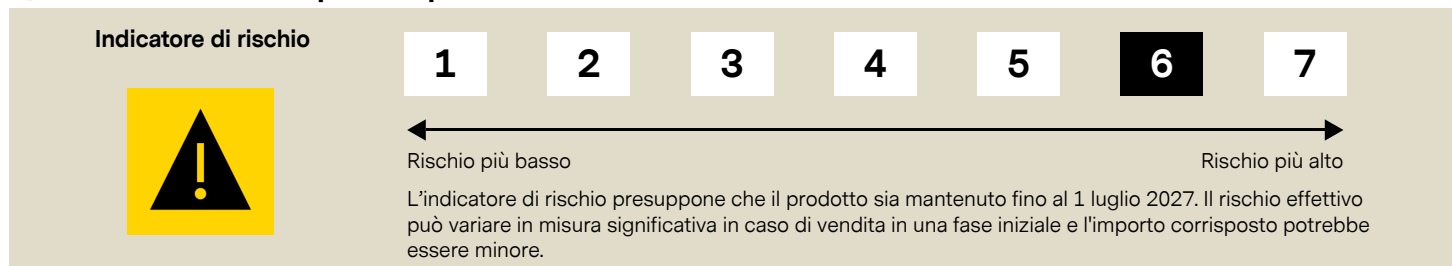 Indicatore di rischio
1 2 3 4 5 6 7
Rischio più basso Rischio più alto
L'indicatore di rischio presuppone che il prodotto sia mantenuto fino al 1 luglio 2027. Il rischio effettivo
può variare in misura significativa in caso di vendita in una fase iniziale e l'importo corrisposto potrebbe
essere minore.